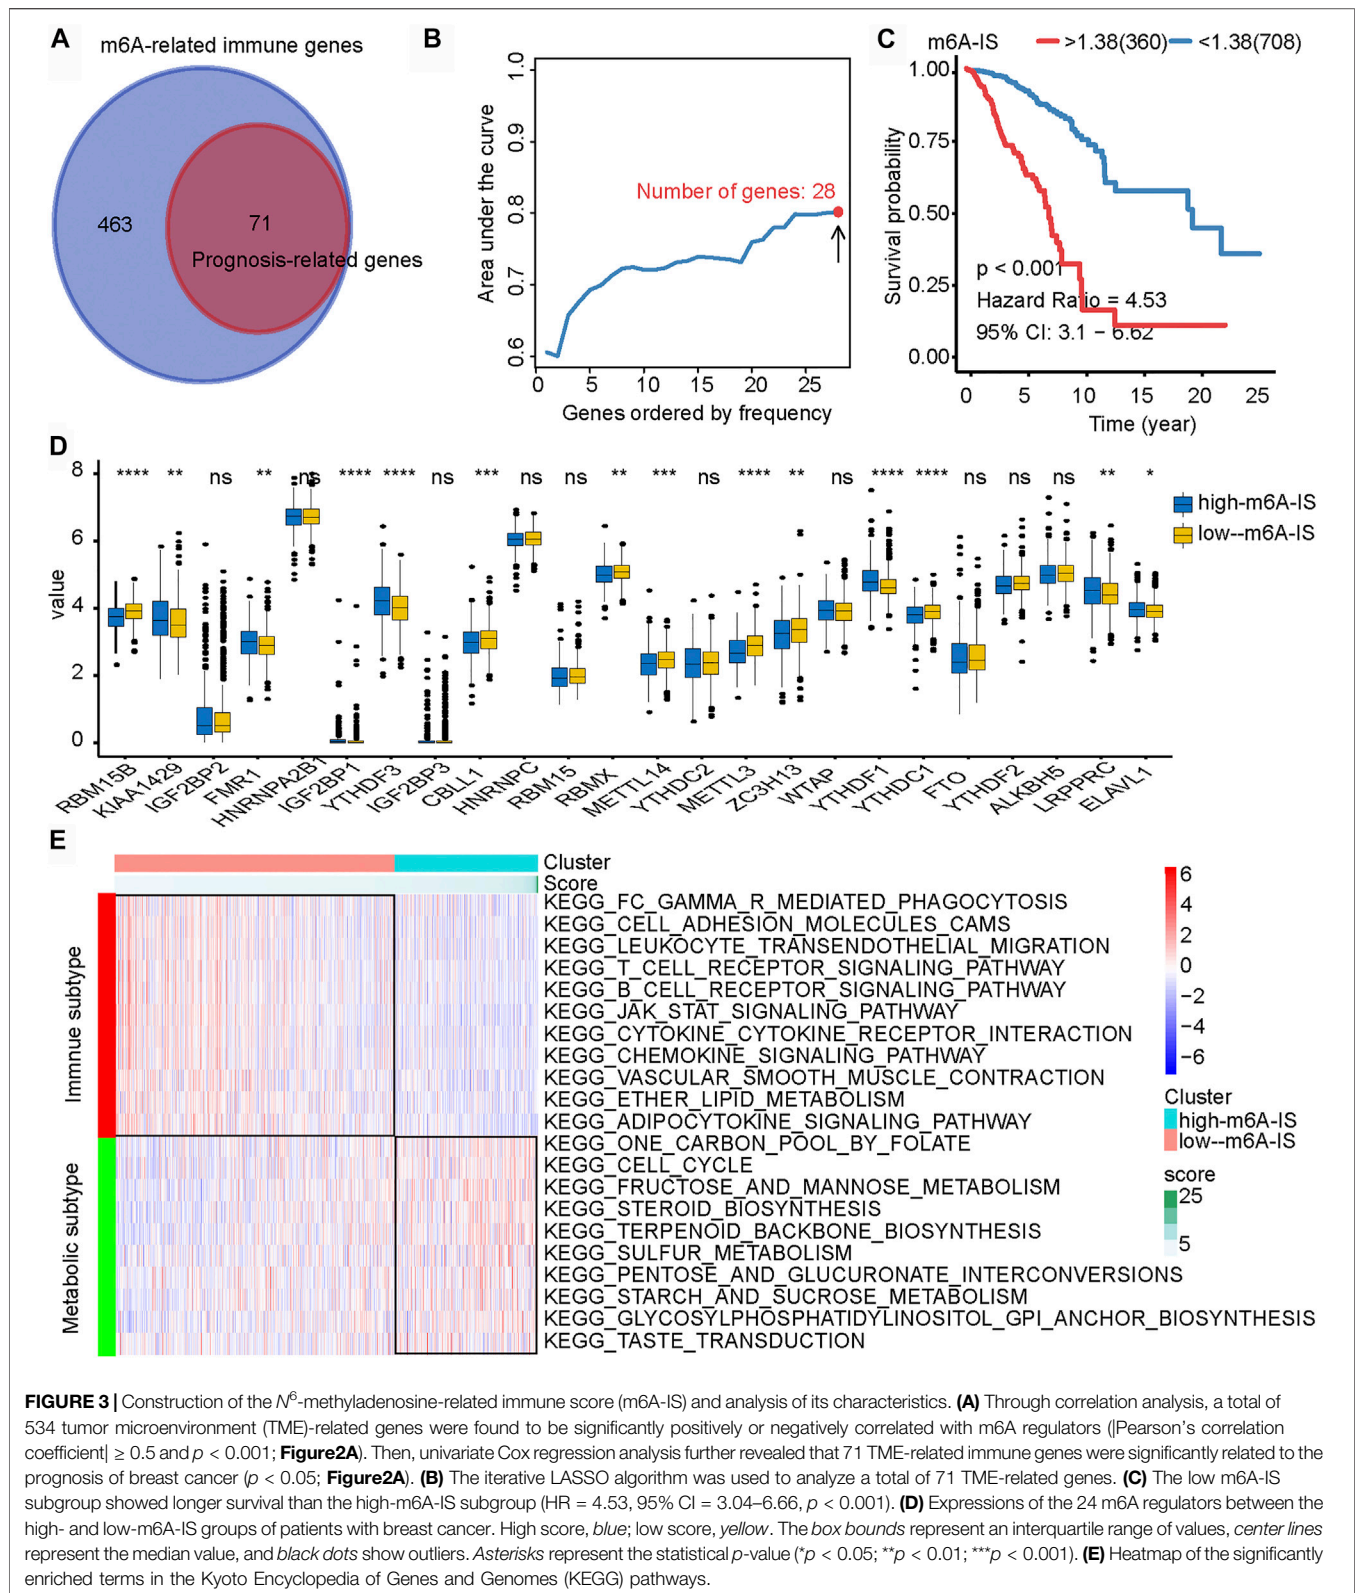 A
m6A-related immune genes
463
71
Prognosis-related genes
B
Area under the curve
1.0
0.9
0.8
0.7
0.6
Number of genes: 28
0 5 10 15 20 25
Genes ordered by frequency
C
m6A-IS >1.38(360) <1.38(708)
Survival probability
1.00
0.75
0.50
0.25
0.00
p < 0.001
Hazard Ratio = 4.53
95% CI: 3.1 – 6.62
0 5 10 15 20 25
Time (year)
D
value
8
6
4
2
0
**** ** ns ** ns **** **** ns *** ns ns ** *** ns **** ** ns **** **** ns ns ns ** *
high-m6A-IS
low--m6A-IS
RBM15B KIAA1429 IGF2BP2 FMR1 HNRNPA2B1 IGF2BP1 YTHDF3 IGF2BP3 CBLL1 HNRNPC RBM15 RBMX METTL14 YTHDC2 METTL3 ZC3H13 WTAP YTHDF1 YTHDC1 FTO YTHDF2 ALKBH5 LRPPRC ELAVL1
E
Cluster
Score
Immnue subtype
KEGG_FC_GAMMA_R_MEDIATED_PHAGOCYTOSIS
KEGG_CELL_ADHESION_MOLECULES_CAMS
KEGG_LEUKOCYTE_TRANSENDOTHELIAL_MIGRATION
KEGG_T_CELL_RECEPTOR_SIGNALING_PATHWAY
KEGG_B_CELL_RECEPTOR_SIGNALING_PATHWAY
KEGG_JAK_STAT_SIGNALING_PATHWAY
KEGG_CYTOKINE_CYTOKINE_RECEPTOR_INTERACTION
KEGG_CHEMOKINE_SIGNALING_PATHWAY
KEGG_VASCULAR_SMOOTH_MUSCLE_CONTRACTION
KEGG_ETHER_LIPID_METABOLISM
KEGG_ADIPOCYTOKINE_SIGNALING_PATHWAY
Metabolic subtype
KEGG_ONE_CARBON_POOL_BY_FOLATE
KEGG_CELL_CYCLE
KEGG_FRUCTOSE_AND_MANNOSE_METABOLISM
KEGG_STEROID_BIOSYNTHESIS
KEGG_TERPENOID_BACKBONE_BIOSYNTHESIS
KEGG_SULFUR_METABOLISM
KEGG_PENTOSE_AND_GLUCURONATE_INTERCONVERSIONS
KEGG_STARCH_AND_SUCROSE_METABOLISM
KEGG_GLYCOSYLPHOSPHATIDYLINOSITOL_GPI_ANCHOR_BIOSYNTHESIS
KEGG_TASTE_TRANSDUCTION
6
4
2
0
−2
−4
−6
Cluster
high-m6A-IS
low--m6A-IS
score
25
5
FIGURE 3 | Construction of the N6-methyladenosine-related immune score (m6A-IS) and analysis of its characteristics. (A) Through correlation analysis, a total of
534 tumor microenvironment (TME)-related genes were found to be significantly positively or negatively correlated with m6A regulators (|Pearson's correlation
coefficient| ≥ 0.5 and p < 0.001; Figure2A). Then, univariate Cox regression analysis further revealed that 71 TME-related immune genes were significantly related to the
prognosis of breast cancer (p < 0.05; Figure2A). (B) The iterative LASSO algorithm was used to analyze a total of 71 TME-related genes. (C) The low m6A-IS
subgroup showed longer survival than the high-m6A-IS subgroup (HR = 4.53, 95% CI = 3.04–6.66, p < 0.001). (D) Expressions of the 24 m6A regulators between the
high- and low-m6A-IS groups of patients with breast cancer. High score, blue; low score, yellow. The box bounds represent an interquartile range of values, center lines
represent the median value, and black dots show outliers. Asterisks represent the statistical p-value (*p < 0.05; **p < 0.01; ***p < 0.001). (E) Heatmap of the significantly
enriched terms in the Kyoto Encyclopedia of Genes and Genomes (KEGG) pathways.